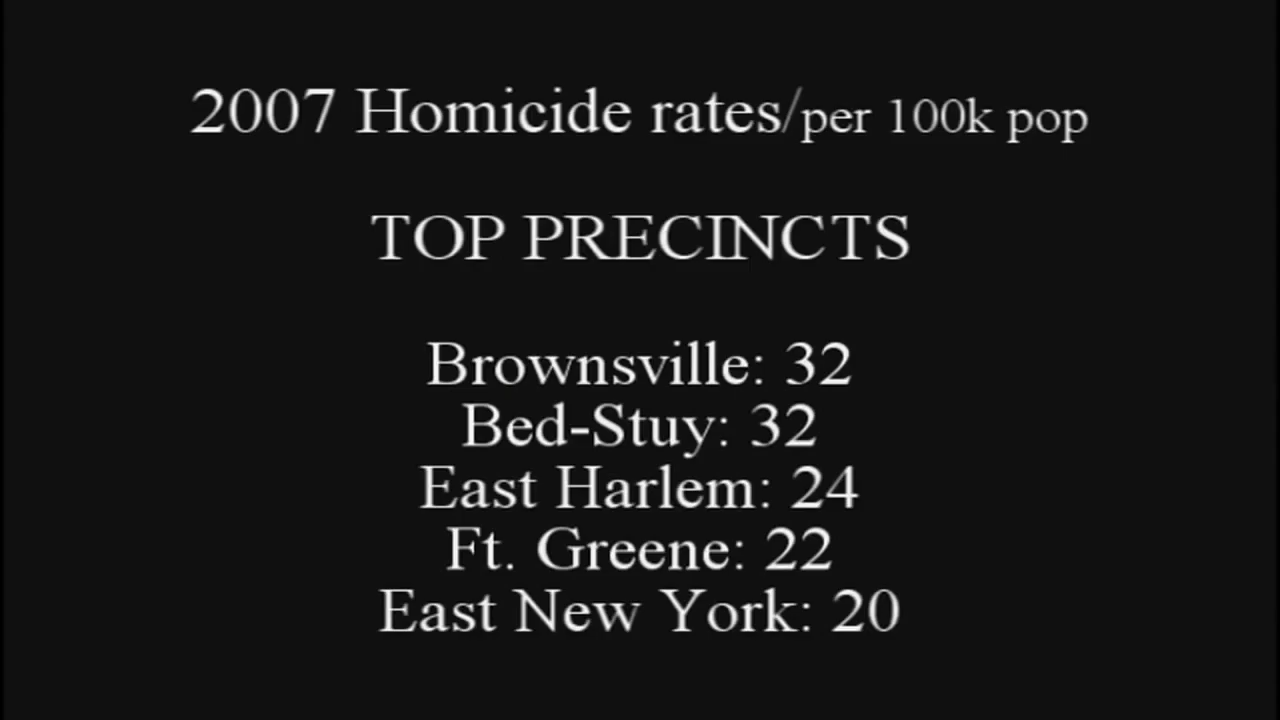 2007 Homicide rates/per 100k pop
TOP PRECINCTS
Brownsville: 32
Bed-Stuy: 32
East Harlem: 24
Ft. Greene: 22
East New York: 20